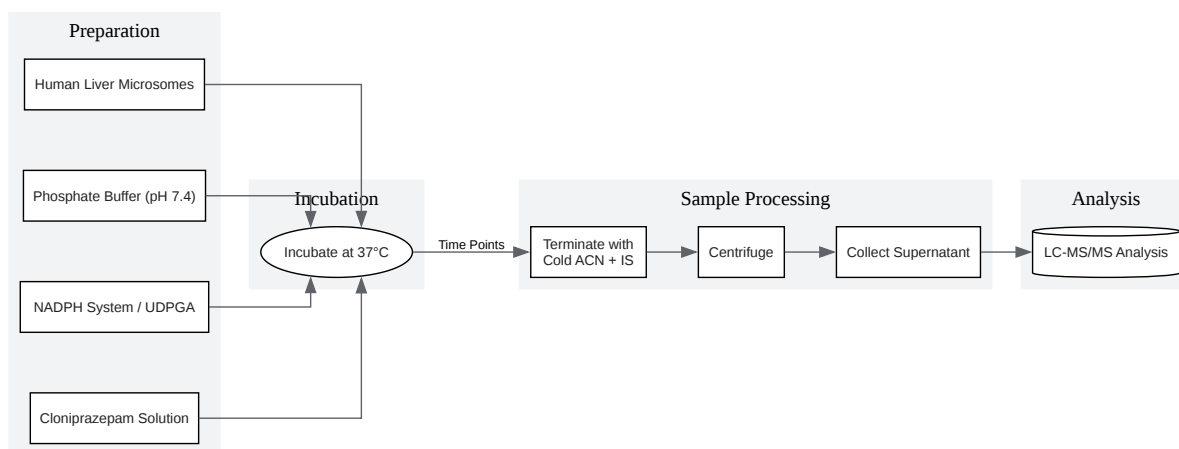 Preparation
Human Liver Microsomes
Phosphate Buffer (pH 7.4)
NADPH System / UDPGA
Cloniprazepam Solution
Incubation
Incubate at 37°C
Time Points
Sample Processing
Terminate with
Cold ACN + IS
Centrifuge
Collect Supernatant
Analysis
LC-MS/MS Analysis